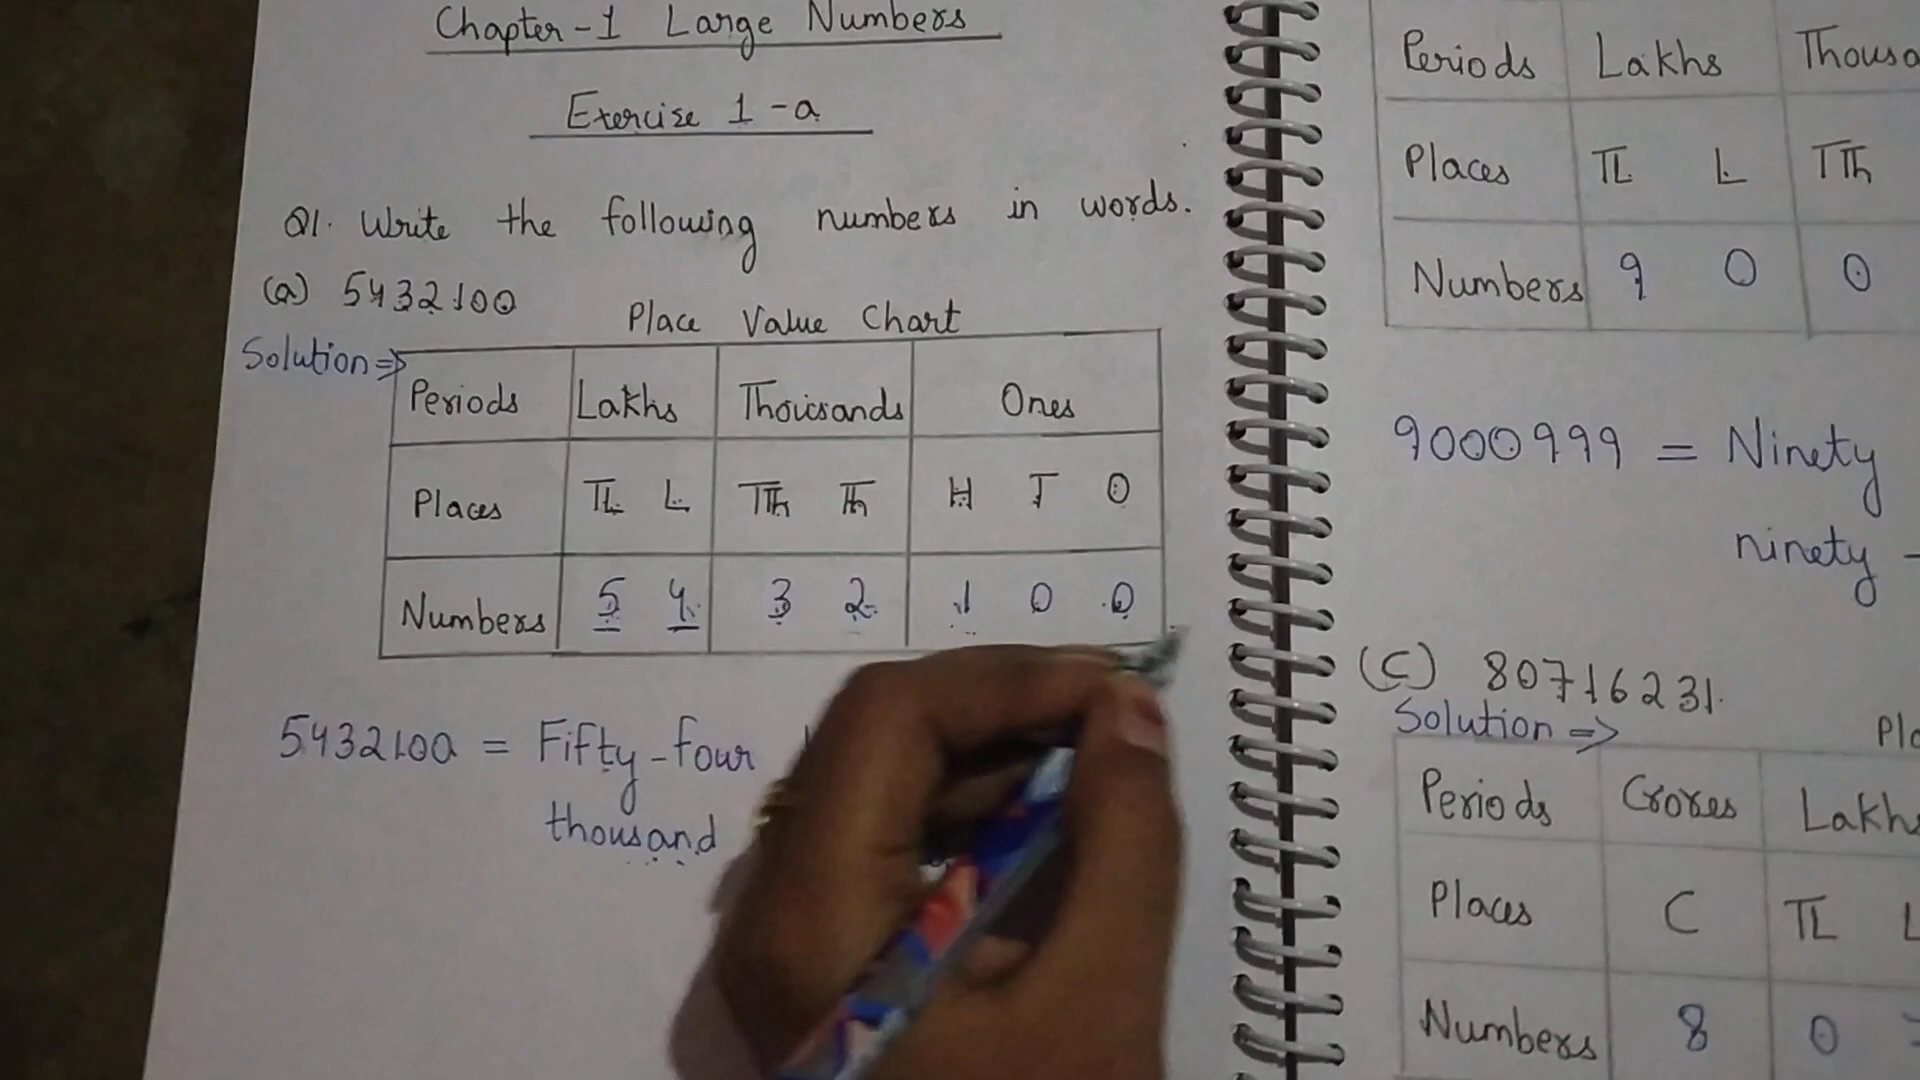 Chapter-1 Large Numbers
Exercise 1-a
Q1. Write the following numbers in words.
(a) 5432100
Place Value Chart
Solution ⇒
Periods Lakhs Thousands Ones
Places TL L TTh Th H T O
Numbers 5 4 3 2 1 0 0
5432100 = Fifty-four
thousand
Periods Lakhs Thousa
Places TL L TTh
Numbers 9 0 0
9000999 = Ninety
ninety -
(C) 80716231.
Solution ⇒ Pla
Periods Crores Lakhs
Places C TL L
Numbers 8 0